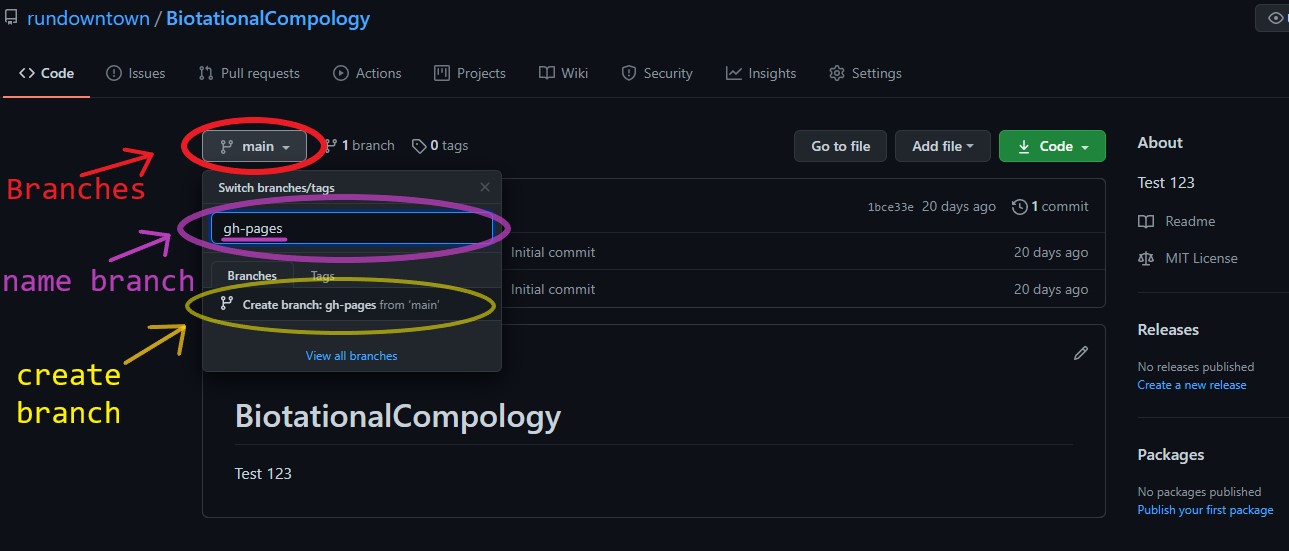 rundowntown / BiotationalCompology
Code Issues Pull requests Actions Projects Wiki Security Insights Settings
main 1 branch 0 tags Go to file Add file Code
About
Switch branches/tags
Branches
Test 123
gh-pages
1bce33e 20 days ago 1 commit
Readme
Initial commit 20 days ago
MIT License
name branch
Branches Tags
Initial commit 20 days ago
Create branch: gh-pages from 'main'
Releases
View all branches
No releases published
create
branch
Create a new release
BiotationalCompology
Packages
Test 123
No packages published
Publish your first package